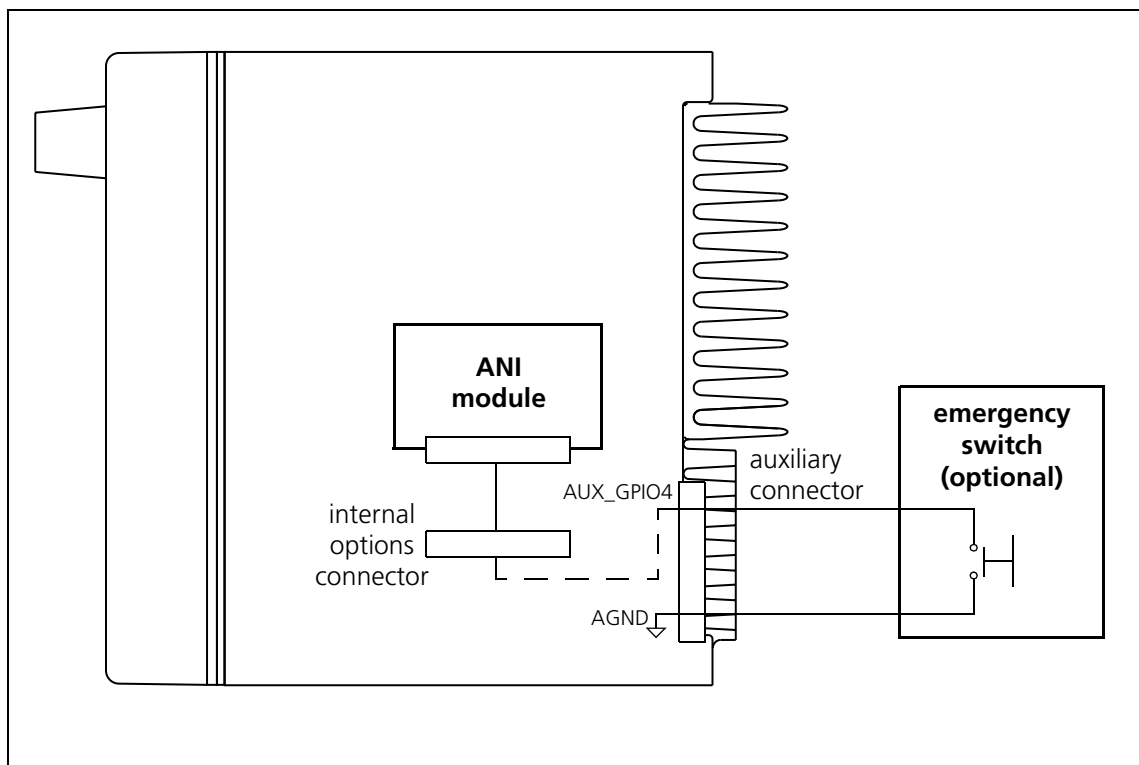 ANI
module
emergency
switch
(optional)
auxiliary
connector
AUX_GPIO4
internal
options
connector
AGND